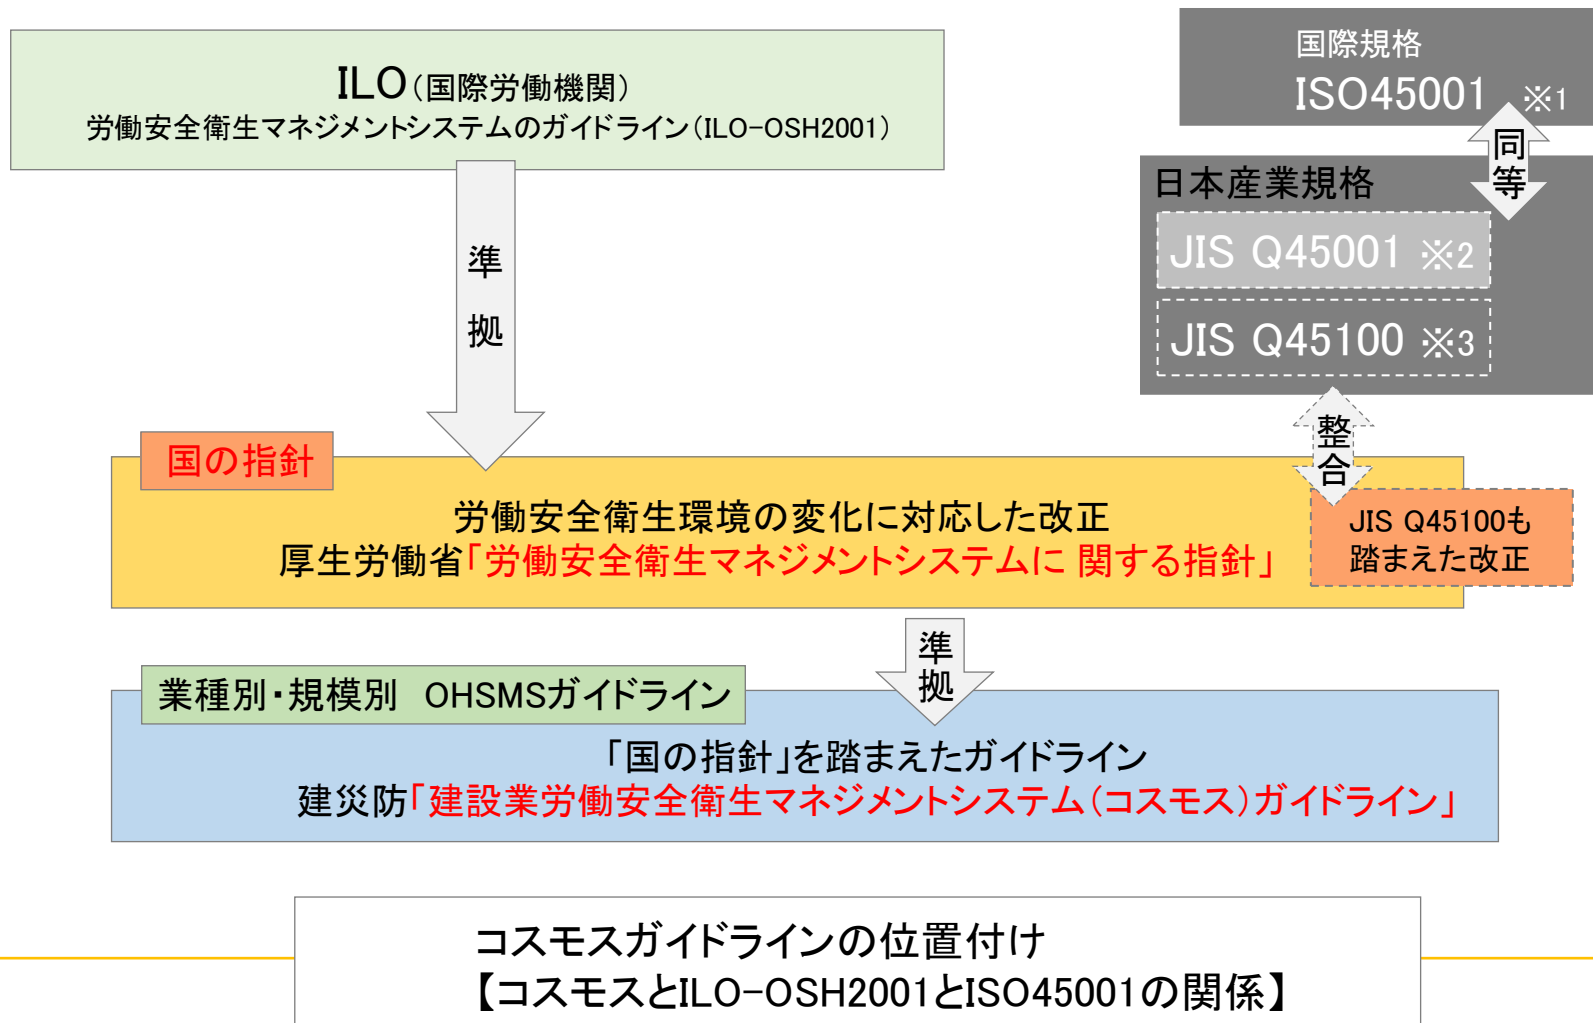 ILO（国際労働機関）
労働安全衛生マネジメントシステムのガイドライン（ILO-OSH2001）
国際規格
ISO45001 ※1
同等
日本産業規格
JIS Q45001 ※2
JIS Q45100 ※3
準拠
整合
国の指針
労働安全衛生環境の変化に対応した改正
厚生労働省「労働安全衛生マネジメントシステムに 関する指針」
JIS Q45100も
踏まえた改正
準拠
業種別・規模別　OHSMSガイドライン
「国の指針」を踏まえたガイドライン
建災防「建設業労働安全衛生マネジメントシステム（コスモス）ガイドライン」
コスモスガイドラインの位置付け
【コスモスとILO-OSH2001とISO45001の関係】